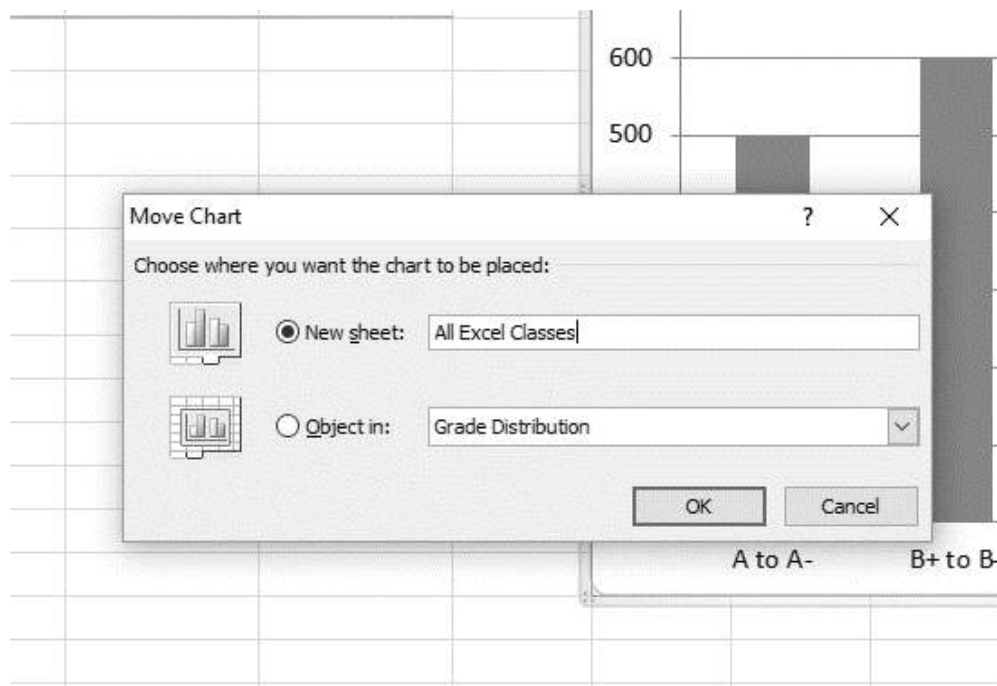 600
500
Move Chart ? ×
Choose where you want the chart to be placed:
New sheet: All Excel Classes
Object in: Grade Distribution
OK Cancel
A to A- B+ to B-